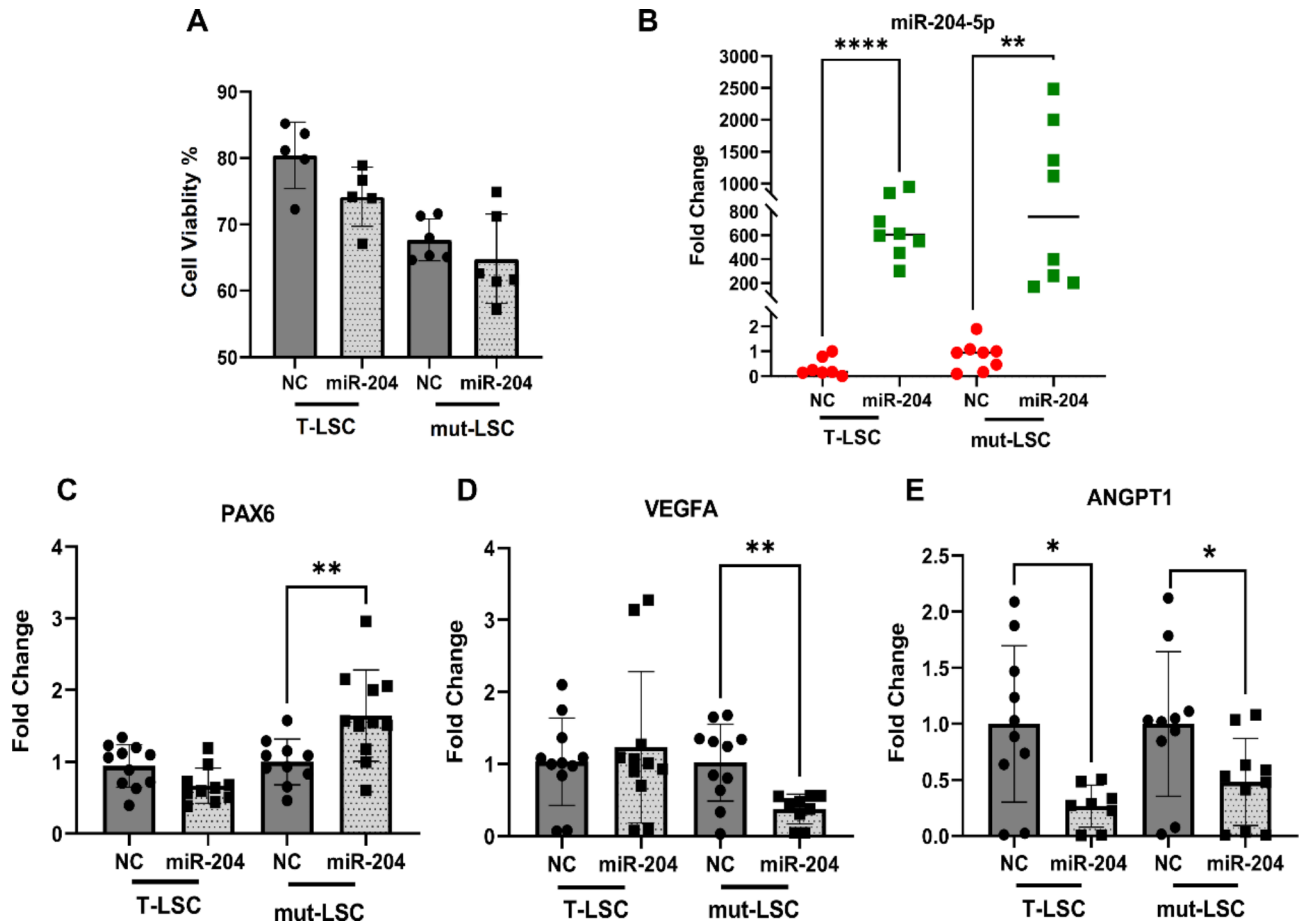 A
Cell Viablity %
90
80
70
60
50
NC miR-204 NC miR-204
T-LSC mut-LSC
B
miR-204-5p
**** **
Fold Change
3000
2500
2000
1500
1000
800
600
400
200
2
1
0
NC miR-204 NC miR-204
T-LSC mut-LSC
C
PAX6
**
Fold Change
4
3
2
1
0
NC miR-204 NC miR-204
T-LSC mut-LSC
D
VEGFA
**
Fold Change
4
3
2
1
0
NC miR-204 NC miR-204
T-LSC mut-LSC
E
ANGPT1
* *
Fold Change
2.5
2.0
1.5
1.0
0.5
0.0
NC miR-204 NC miR-204
T-LSC mut-LSC